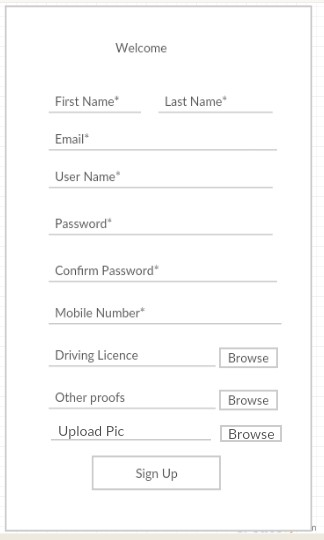 Welcome
First Name* Last Name*
Email*
User Name*
Password*
Confirm Password*
Mobile Number*
Driving Licence Browse
Other proofs Browse
Upload Pic Browse
Sign Up